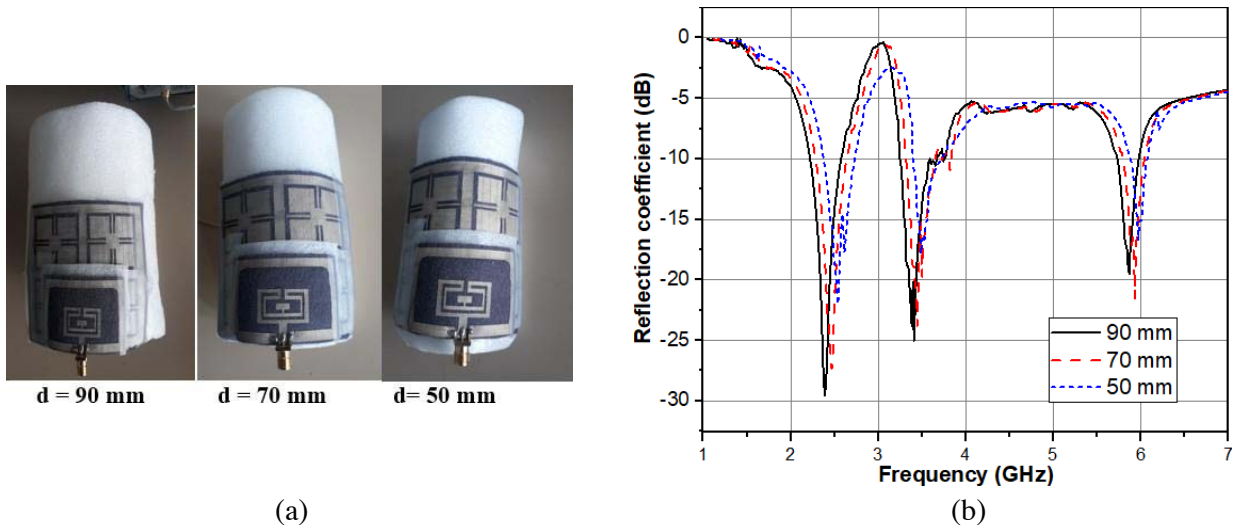 d = 90 mm
d = 70 mm
d= 50 mm
(a)
Reflection coefficient (dB)
0
-5
-10
-15
-20
-25
-30
90 mm
70 mm
50 mm
1 2 3 4 5 6 7
Frequency (GHz)
(b)